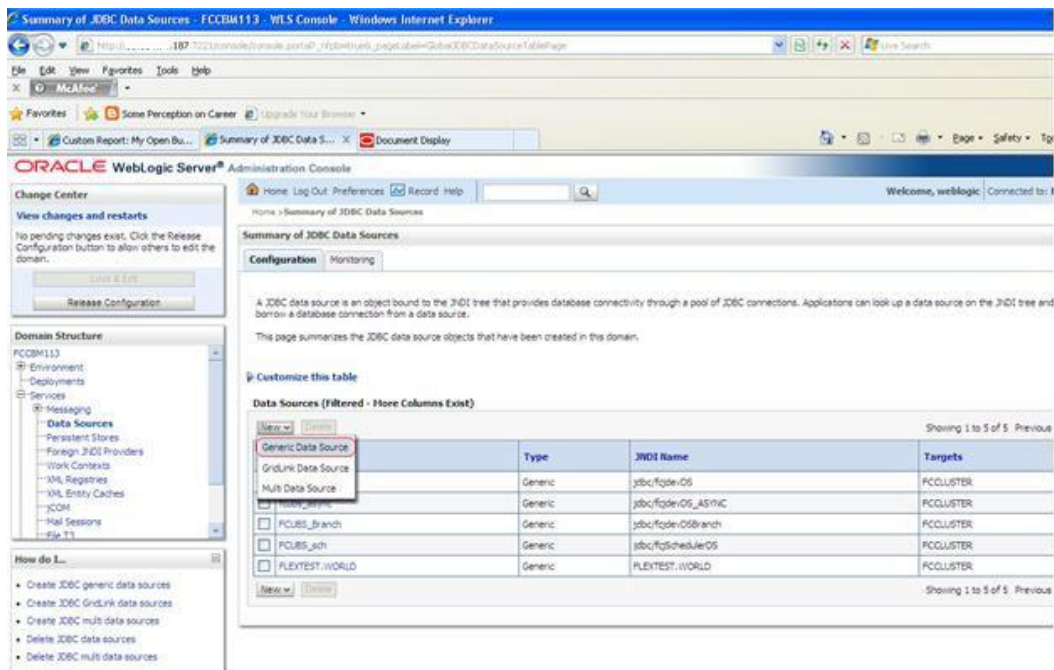 Summary of JDBC Data Sources - FCCBM113 - WLS Console - Windows Internet Explorer
File Edit View Favorites Tools Help
Live Search
McAfee
Favorites Some Perception on Career Upgrade Your Browser
Custom Report: My Open Bu... Summary of JDBC Data S... Document Display
Page Safety
ORACLE WebLogic Server® Administration Console
Change Center
View changes and restarts
No pending changes exist. Click the Release
Configuration button to allow others to edit the
domain.
Lock & Edit
Release Configuration
Domain Structure
FCCBM113
Environment
Deployments
Services
Messaging
Data Sources
Persistent Stores
Foreign JNDI Providers
Work Contexts
XML Registries
XML Entity Caches
jCOM
Mail Sessions
File T3
How do I...
Create JDBC generic data sources
Create JDBC GridLink data sources
Create JDBC multi data sources
Delete JDBC data sources
Delete JDBC multi data sources
Home Log Out Preferences Record Help
Welcome, weblogic Connected to:
Home >Summary of JDBC Data Sources
Summary of JDBC Data Sources
Configuration Monitoring
A JDBC data source is an object bound to the JNDI tree that provides database connectivity through a pool of JDBC connections. Applications can look up a data source on the JNDI tree and
borrow a database connection from a data source.
This page summarizes the JDBC data source objects that have been created in this domain.
Customize this table
Data Sources (Filtered - More Columns Exist)
New Delete
Showing 1 to 5 of 5 Previous
Generic Data Source
GridLink Data Source
Multi Data Source
Type JNDI Name Targets
Generic jdbc/fcjdevDS FCCLUSTER
Generic jdbc/fcjdevDS_ASYNC FCCLUSTER
FCUBS_Branch Generic jdbc/fcjdevDSBranch FCCLUSTER
FCUBS_sch Generic jdbc/fcjSchedulerDS FCCLUSTER
FLEXTEST.WORLD Generic FLEXTEST.WORLD FCCLUSTER
New Delete
Showing 1 to 5 of 5 Previous